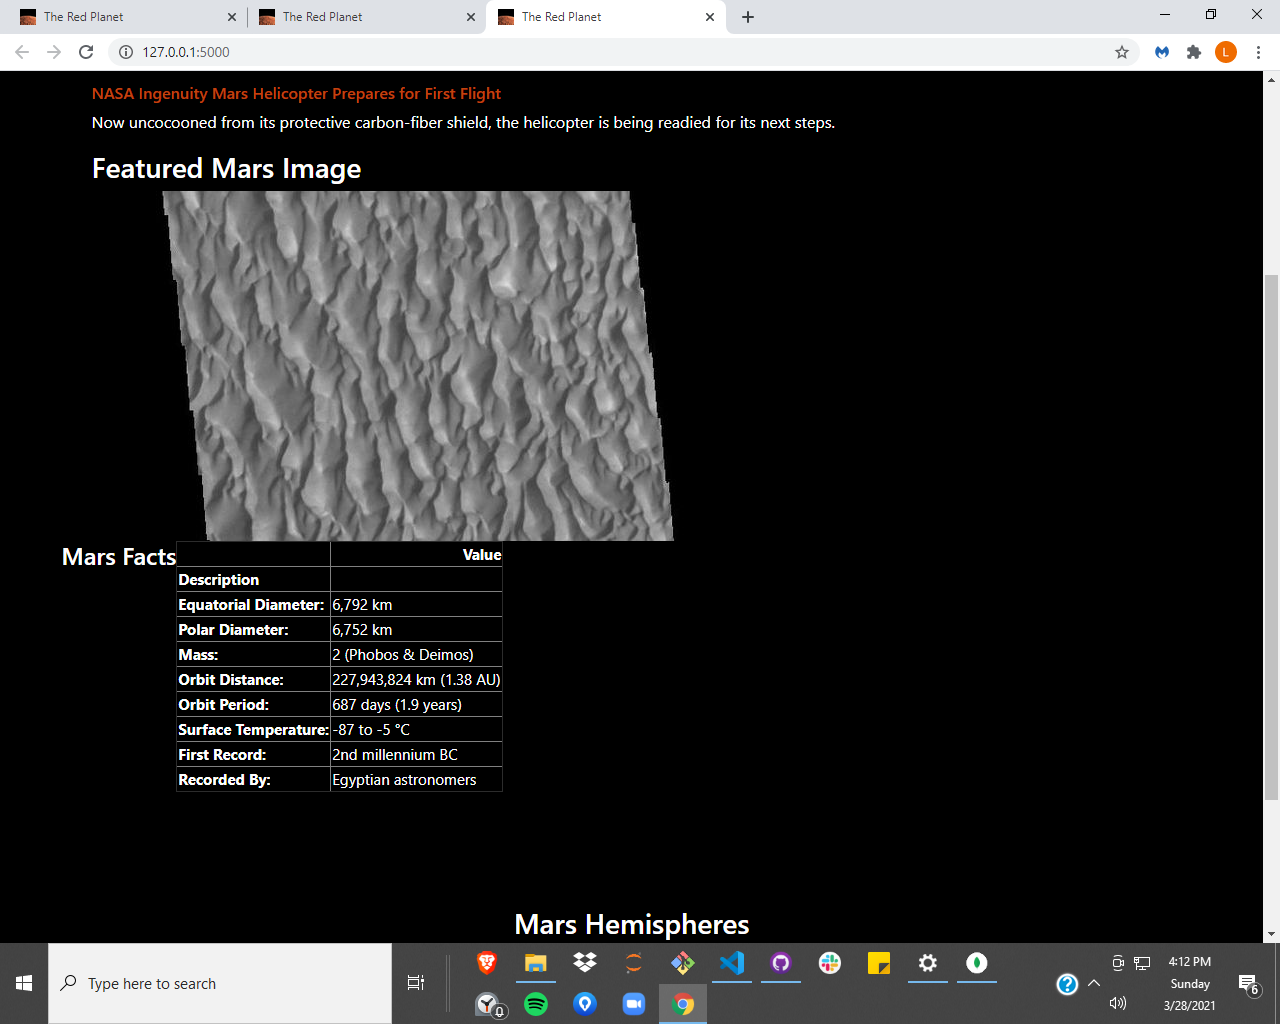 The Red Planet
The Red Planet
The Red Planet
127.0.0.1:5000
L
NASA Ingenuity Mars Helicopter Prepares for First Flight
Now uncocooned from its protective carbon-fiber shield, the helicopter is being readied for its next steps.
Featured Mars Image
Mars Facts
Value
Description
Equatorial Diameter: 6,792 km
Polar Diameter: 6,752 km
Mass: 2 (Phobos & Deimos)
Orbit Distance: 227,943,824 km (1.38 AU)
Orbit Period: 687 days (1.9 years)
Surface Temperature: -87 to -5 °C
First Record: 2nd millennium BC
Recorded By: Egyptian astronomers
Mars Hemispheres
Type here to search
4:12 PM
Sunday
3/28/2021
6